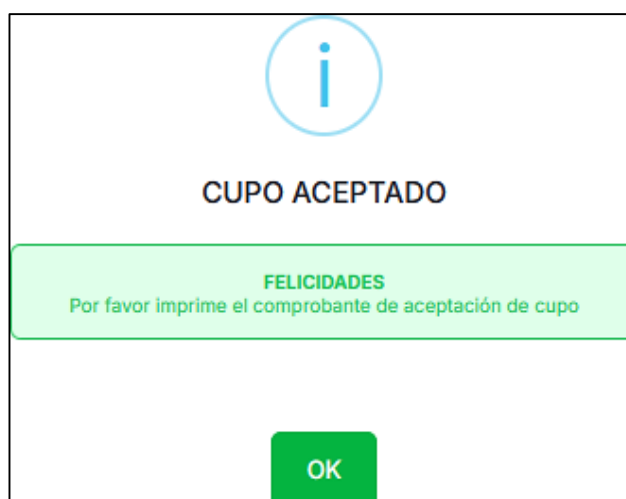 CUPO ACEPTADO
FELICIDADES
Por favor imprime el comprobante de aceptación de cupo
OK